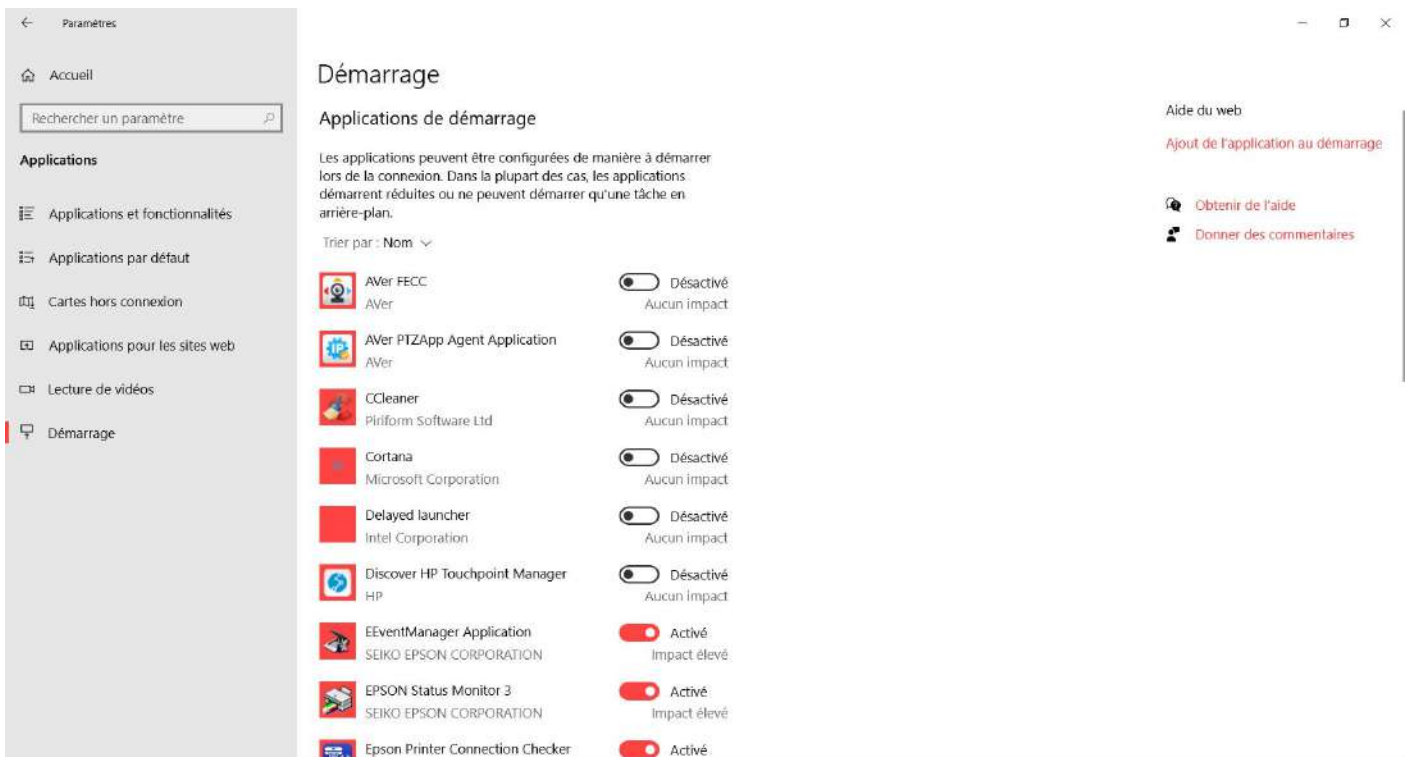 Paramètres
Accueil
Rechercher un paramètre
Applications
Applications et fonctionnalités
Applications par défaut
Cartes hors connexion
Applications pour les sites web
Lecture de vidéos
Démarrage
Démarrage
Applications de démarrage
Les applications peuvent être configurées de manière à démarrer
lors de la connexion. Dans la plupart des cas, les applications
démarrent réduites ou ne peuvent démarrer qu'une tâche en
arrière-plan.
Trier par : Nom
AVer FECC Désactivé
AVer Aucun impact
AVer PTZApp Agent Application Désactivé
AVer Aucun impact
CCleaner Désactivé
Piriform Software Ltd Aucun impact
Cortana Désactivé
Microsoft Corporation Aucun impact
Delayed launcher Désactivé
Intel Corporation Aucun impact
Discover HP Touchpoint Manager Désactivé
HP Aucun impact
EEventManager Application Activé
SEIKO EPSON CORPORATION Impact élevé
EPSON Status Monitor 3 Activé
SEIKO EPSON CORPORATION Impact élevé
Epson Printer Connection Checker Activé
Aide du web
Ajout de l'application au démarrage
Obtenir de l'aide
Donner des commentaires